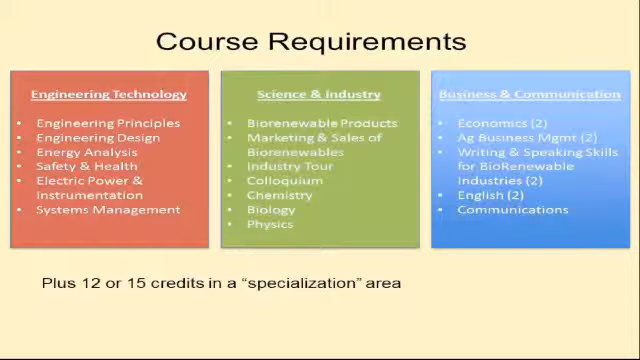 Course Requirements
Engineering Technology
• Engineering Principles
• Engineering Design
• Energy Analysis
• Safety & Health
• Electric Power &
Instrumentation
• Systems Management
Science & Industry
• Biorenewable Products
• Marketing & Sales of
Biorenewables
• Industry Tour
• Colloquium
• Chemistry
• Biology
• Physics
Business & Communication
• Economics (2)
• Ag Business Mgmt (2)
• Writing & Speaking Skills
for BioRenewable
Industries (2)
• English (2)
• Communications
Plus 12 or 15 credits in a “specialization” area